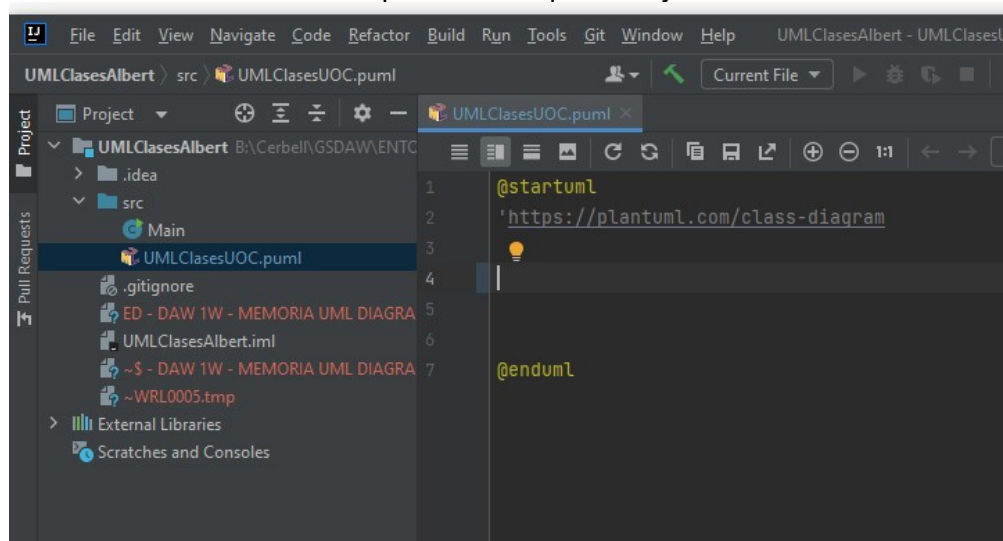 File Edit View Navigate Code Refactor Build Run Tools Git Window Help UMLClasesAlbert - UMLClasesU
UMLClasesAlbert src UMLClasesUOC.puml Current File
Project UMLClasesUOC.puml
UMLClasesAlbert B:\Cerbell\GSDAW\ENTO
.idea
src
Main
UMLClasesUOC.puml
.gitignore
ED - DAW 1W - MEMORIA UML DIAGRA
UMLClasesAlbert.iml
~$ - DAW 1W - MEMORIA UML DIAGRA
~WRL0005.tmp
External Libraries
Scratches and Consoles
Project
Pull Requests
1:1
1 @startuml
2 'https://plantuml.com/class-diagram
3
4
5
6
7 @enduml